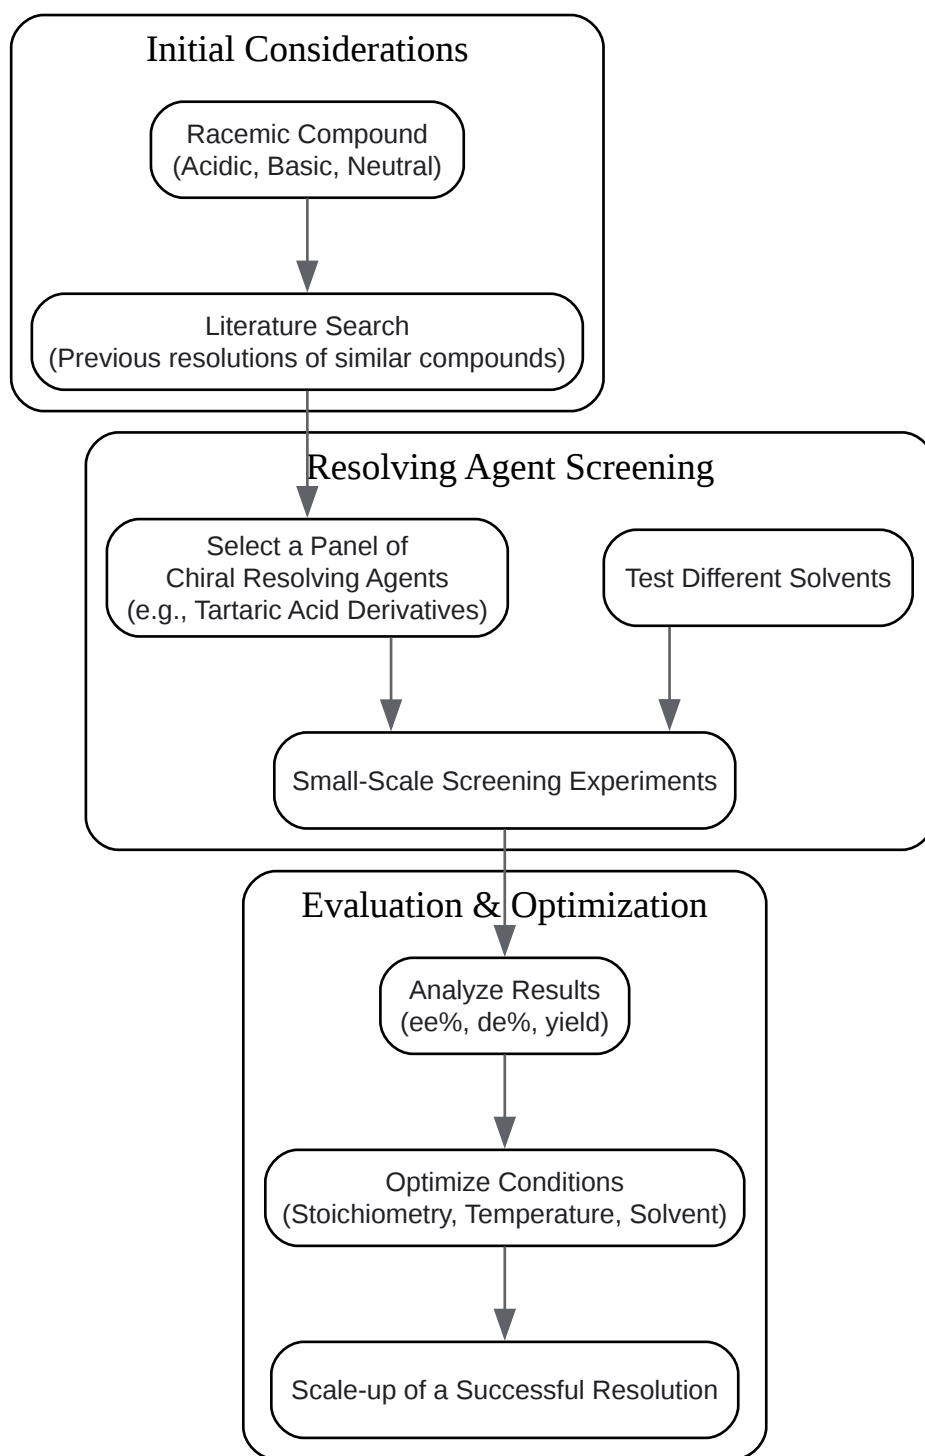 Initial Considerations
Racemic Compound
(Acidic, Basic, Neutral)
Literature Search
(Previous resolutions of similar compounds)
Resolving Agent Screening
Select a Panel of
Chiral Resolving Agents
(e.g., Tartaric Acid Derivatives)
Test Different Solvents
Small-Scale Screening Experiments
Evaluation & Optimization
Analyze Results
(ee%, de%, yield)
Optimize Conditions
(Stoichiometry, Temperature, Solvent)
Scale-up of a Successful Resolution